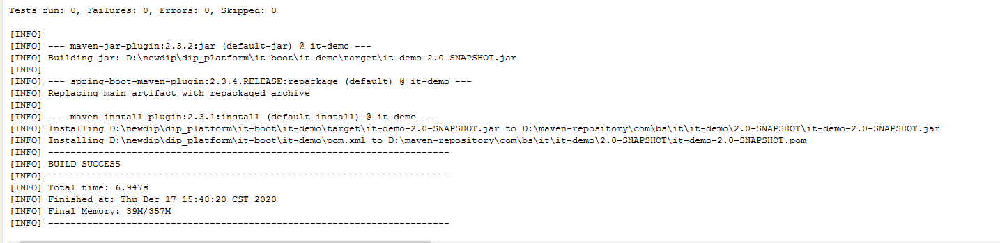 Tests run: 0, Failures: 0, Errors: 0, Skipped: 0
[INFO]
[INFO] --- maven-jar-plugin:2.3.2:jar (default-jar) @ it-demo ---
[INFO] Building jar: D:\newdip\dip_platform\it-boot\it-demo\target\it-demo-2.0-SNAPSHOT.jar
[INFO]
[INFO] --- spring-boot-maven-plugin:2.3.4.RELEASE:repackage (default) @ it-demo ---
[INFO] Replacing main artifact with repackaged archive
[INFO]
[INFO] --- maven-install-plugin:2.3.1:install (default-install) @ it-demo ---
[INFO] Installing D:\newdip\dip_platform\it-boot\it-demo\target\it-demo-2.0-SNAPSHOT.jar to D:\maven-repository\com\bs\it\it-demo\2.0-SNAPSHOT\it-demo-2.0-SNAPSHOT.jar
[INFO] Installing D:\newdip\dip_platform\it-boot\it-demo\pom.xml to D:\maven-repository\com\bs\it\it-demo\2.0-SNAPSHOT\it-demo-2.0-SNAPSHOT.pom
[INFO] ------------------------------------------------------------------------
[INFO] BUILD SUCCESS
[INFO] ------------------------------------------------------------------------
[INFO] Total time: 6.947s
[INFO] Finished at: Thu Dec 17 15:48:20 CST 2020
[INFO] Final Memory: 39M/357M
[INFO] ------------------------------------------------------------------------